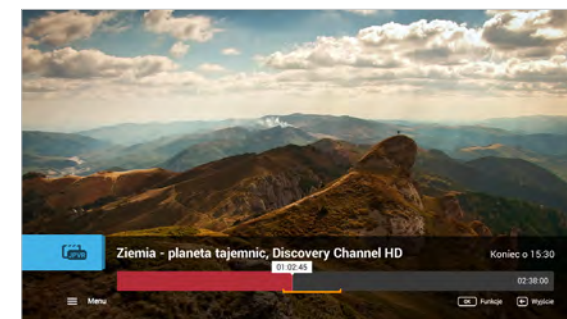 JPVR
Ziemia - planeta tajemnic, Discovery Channel HD
Koniec o 15:30
01:02:45
02:38:00
Menu
OK Funkcje
Wyjście